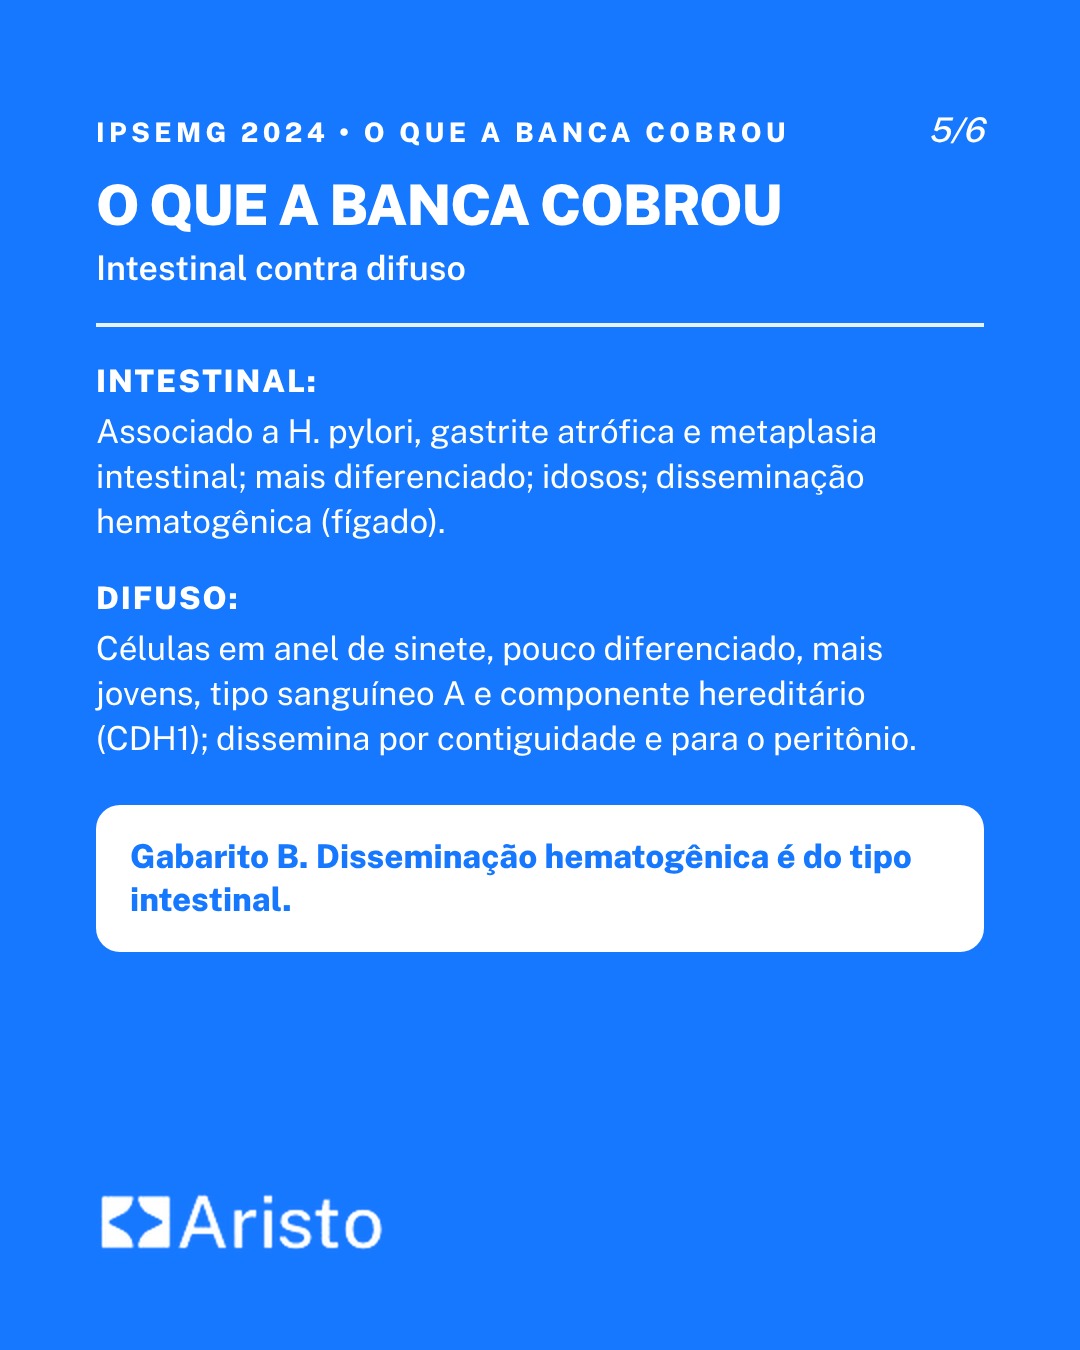 IPSEMG 2024 • O QUE A BANCA COBROU
5/6
O QUE A BANCA COBROU
Intestinal contra difuso
INTESTINAL:
Associado a H. pylori, gastrite atrófica e metaplasia
intestinal; mais diferenciado; idosos; disseminação
hematogênica (fígado).
DIFUSO:
Células em anel de sinete, pouco diferenciado, mais
jovens, tipo sanguíneo A e componente hereditário
(CDH1); dissemina por contiguidade e para o peritônio.
Gabarito B. Disseminação hematogênica é do tipo
intestinal.
Aristo